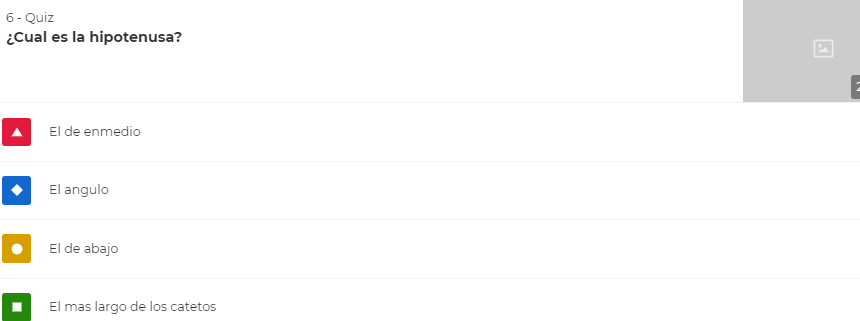 6 - Quiz
¿Cual es la hipotenusa?
El de enmedio
El angulo
El de abajo
El mas largo de los catetos